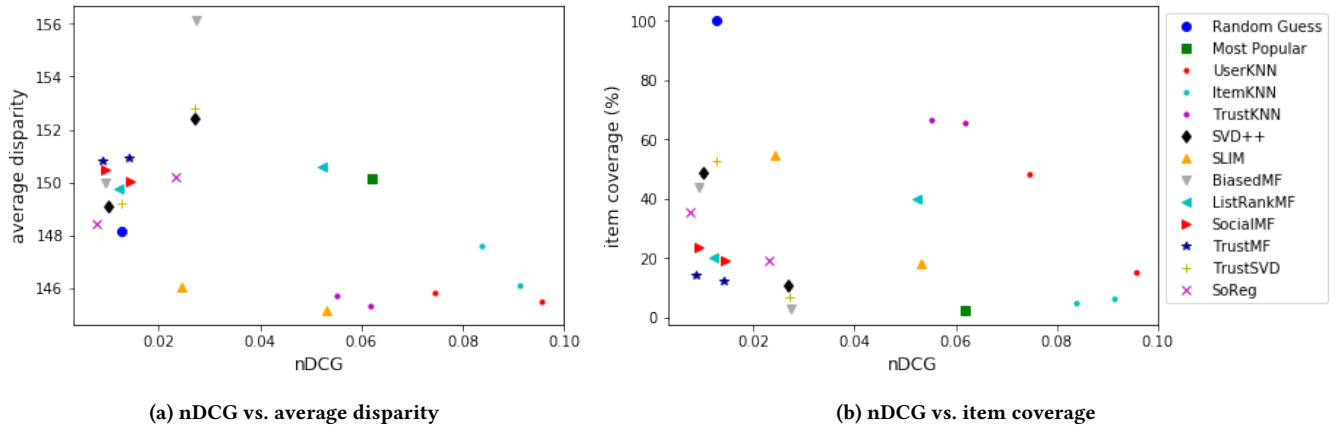 156
154
152
150
148
146
average disparity
0.02 0.04 0.06 0.08 0.10
nDCG
(a) nDCG vs. average disparity
100
80
60
40
20
0
item coverage (%)
0.02 0.04 0.06 0.08 0.10
nDCG
(b) nDCG vs. item coverage
Random Guess
Most Popular
UserKNN
ItemKNN
TrustKNN
SVD++
SLIM
BiasedMF
ListRankMF
SocialMF
TrustMF
TrustSVD
SoReg